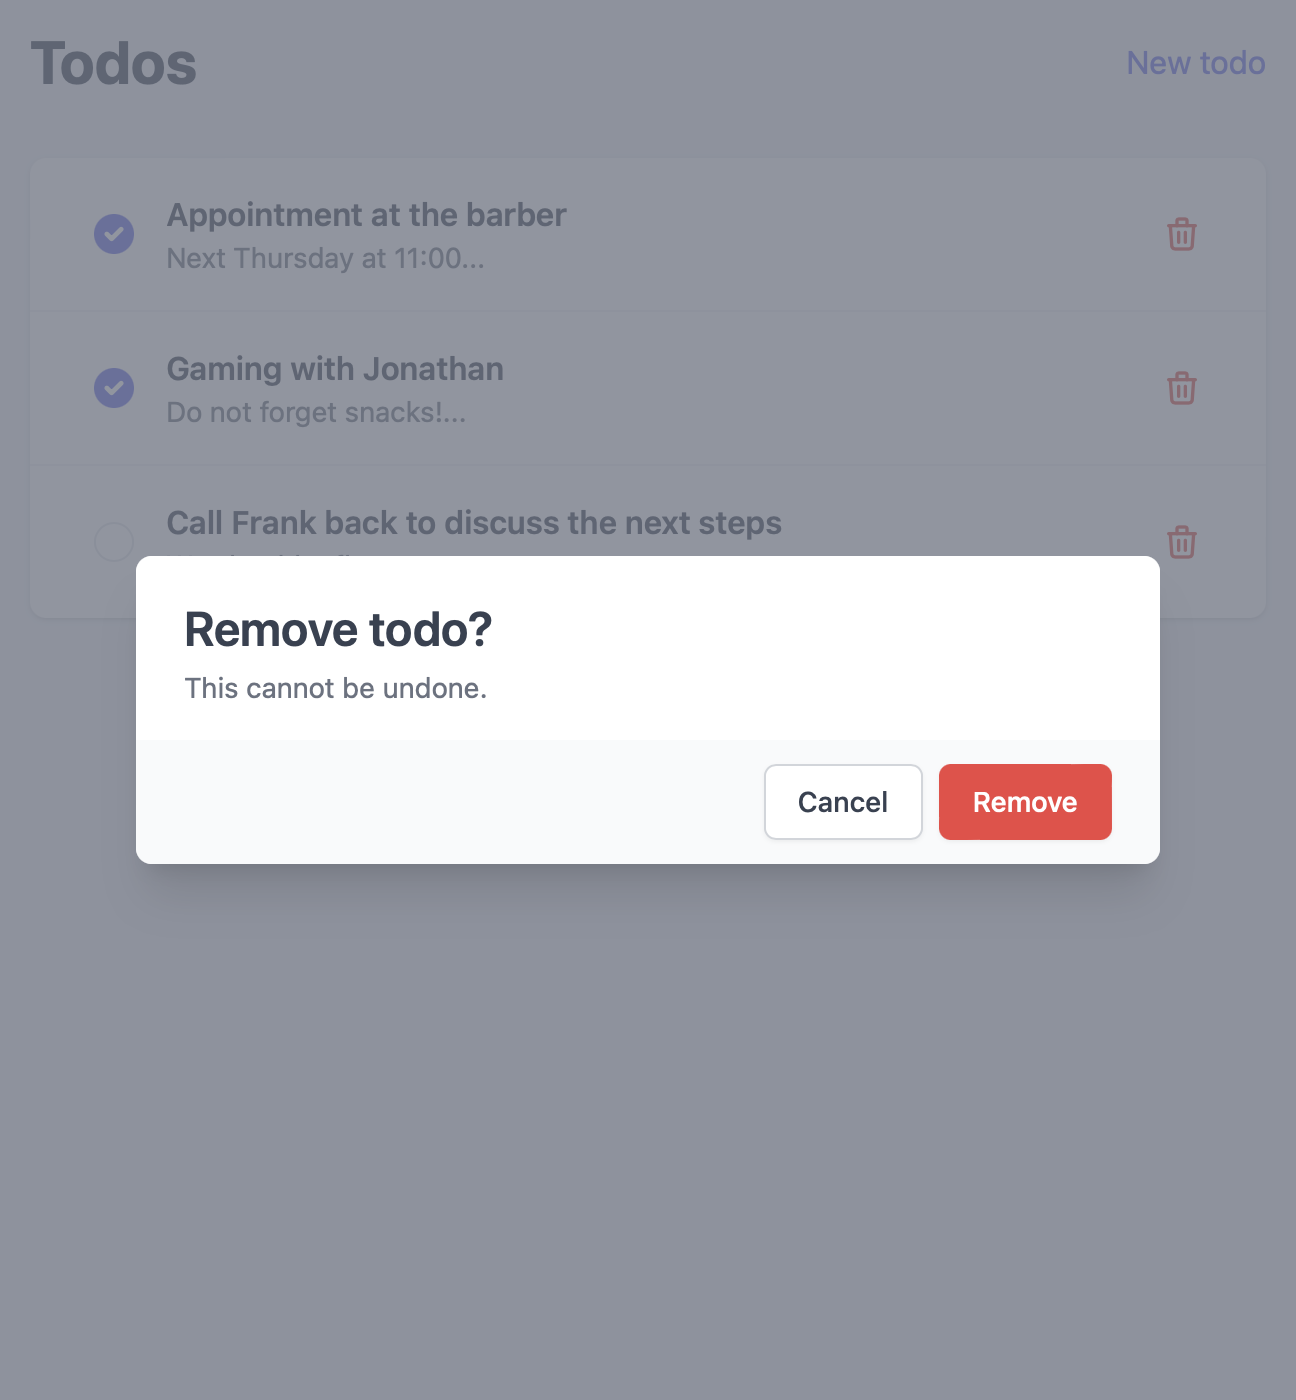 Todos
New todo
Appointment at the barber
Next Thursday at 11:00...
Gaming with Jonathan
Do not forget snacks!...
Call Frank back to discuss the next steps
Remove todo?
This cannot be undone.
Cancel
Remove